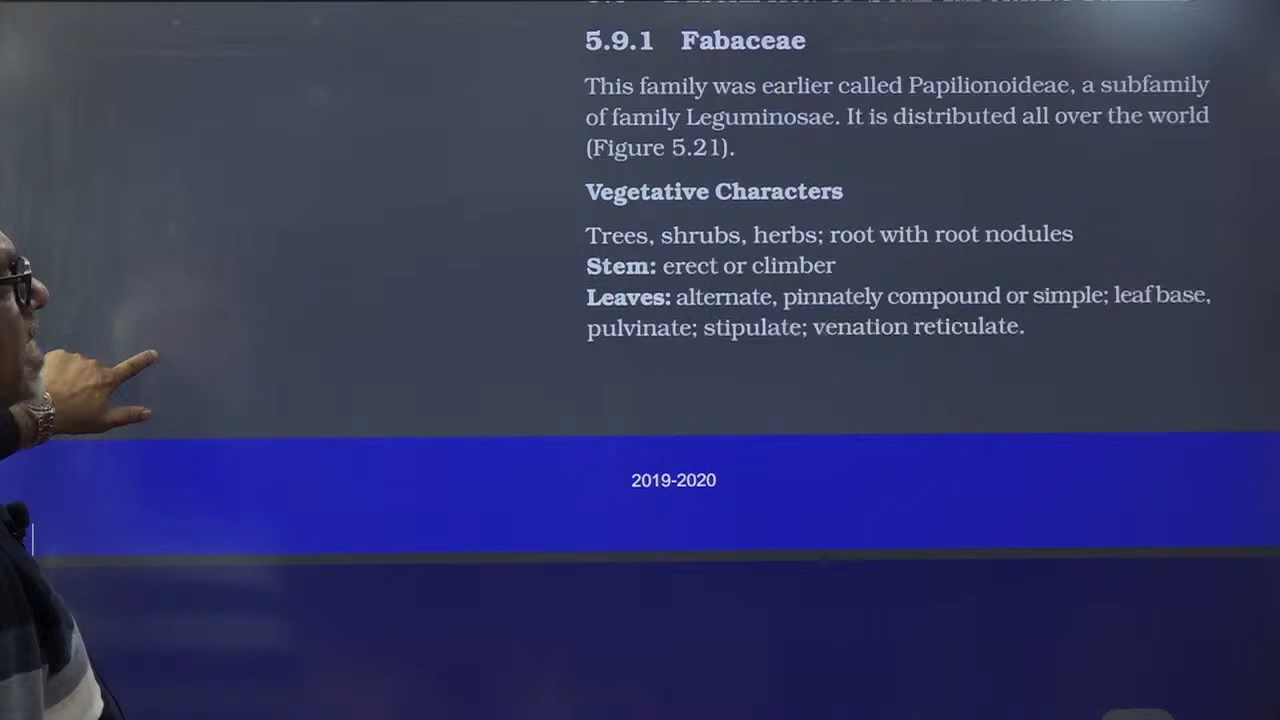 5.9.1 Fabaceae
This family was earlier called Papilionoideae, a subfamily
of family Leguminosae. It is distributed all over the world
(Figure 5.21).
Vegetative Characters
Trees, shrubs, herbs; root with root nodules
Stem: erect or climber
Leaves: alternate, pinnately compound or simple; leaf base,
pulvinate; stipulate; venation reticulate.
2019-2020